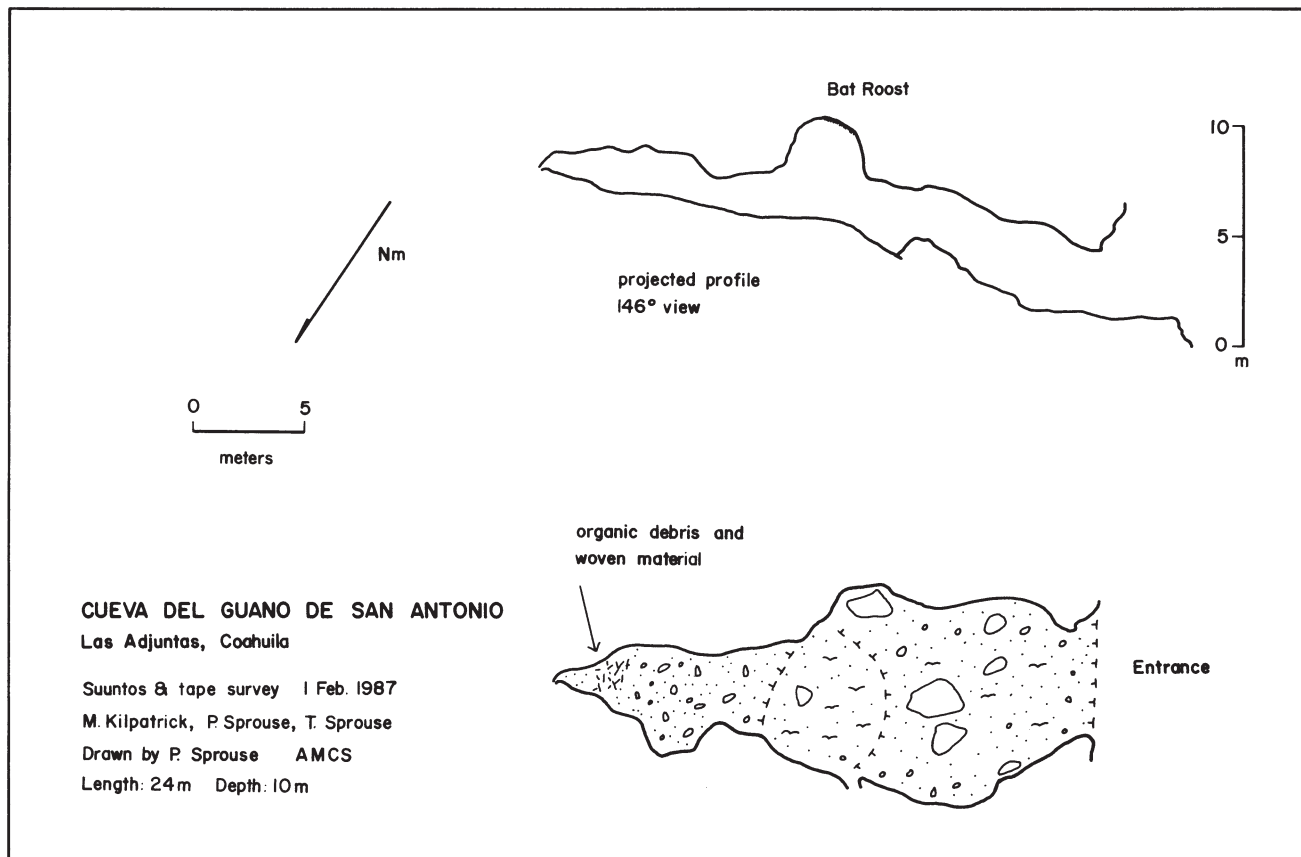 Bat Roost
10
5
0
m
Nm
projected profile
146° view
0 5
meters
organic debris and
woven material
Entrance
CUEVA DEL GUANO DE SAN ANTONIO
Las Adjuntas, Coahuila
Suuntos & tape survey 1 Feb. 1987
M. Kilpatrick, P. Sprouse, T. Sprouse
Drawn by P. Sprouse AMCS
Length: 24m Depth: 10m